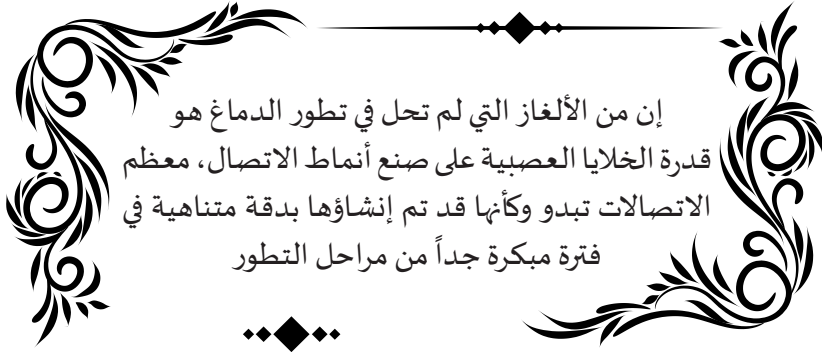 إن من الألغاز التي لم تحل في تطور الدماغ هو
قدرة الخلايا العصبية على صنع أنماط الاتصال، معظم
الاتصالات تبدو وكأنها قد تم إنشاؤها بدقة متناهية في
فترة مبكرة جداً من مراحل التطور